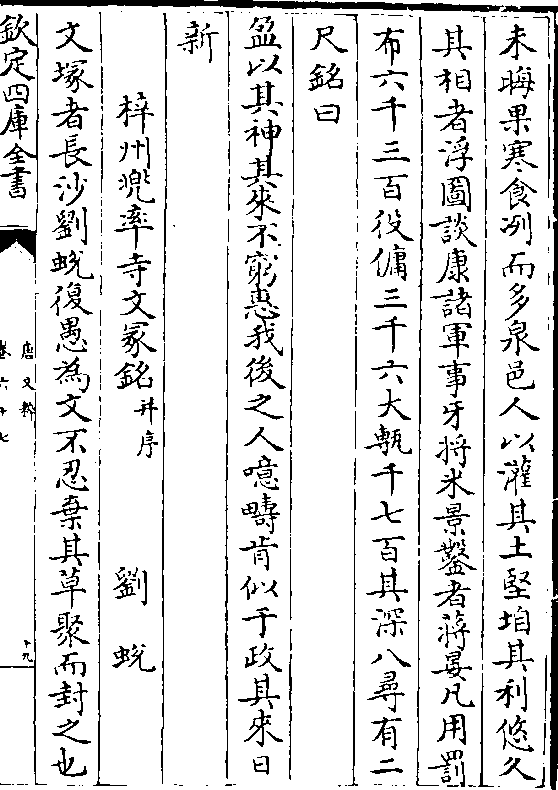 未晦果寒食冽而多泉邑人以灌其土堅垍其利悠久
其相者浮圖談康諸軍事牙將米景鑿者蔣晏凡用罰
布六千三百役傭三千六大甎千七百其深八尋有二
尺銘曰
盈以其神其來不窮惠我後之人噫疇肯似于政其來日
新
梓州兠率寺文冢銘并序
劉蛻
文塚者長沙劉蛻復愚為文不忍棄其草聚而封之也
欽定四庫全書
唐文粹
卷六十七
十九